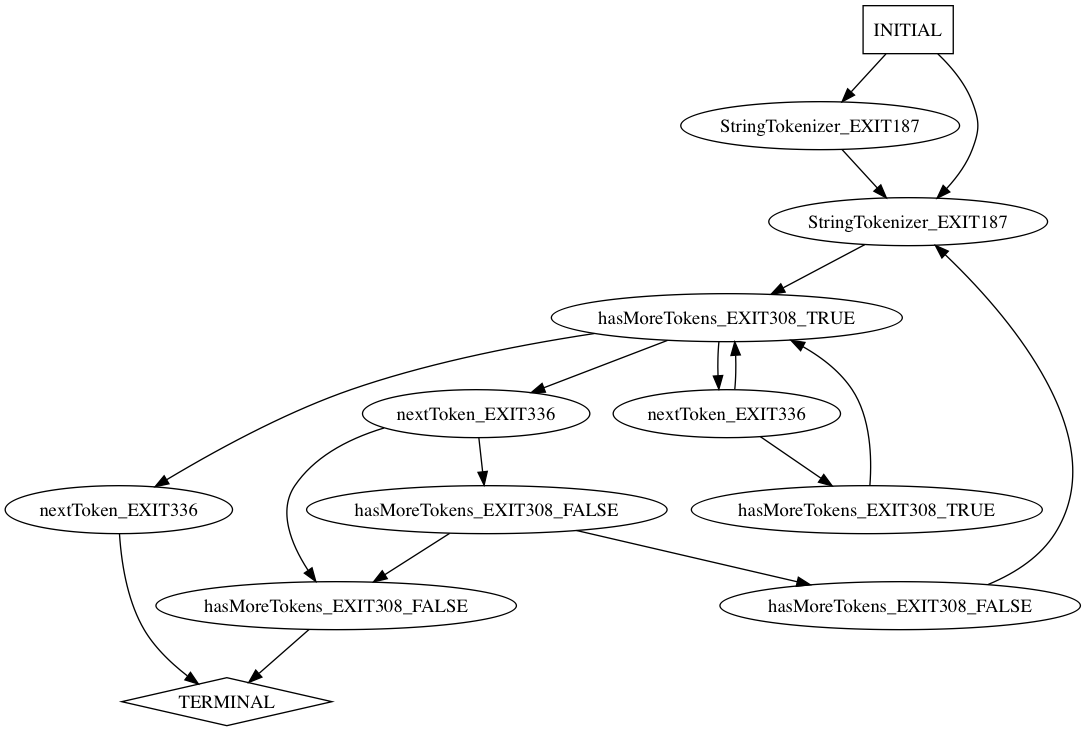 INITIAL
StringTokenizer_EXIT187
StringTokenizer_EXIT187
hasMoreTokens_EXIT308_TRUE
nextToken_EXIT336
nextToken_EXIT336
nextToken_EXIT336
hasMoreTokens_EXIT308_FALSE
hasMoreTokens_EXIT308_TRUE
hasMoreTokens_EXIT308_FALSE
hasMoreTokens_EXIT308_FALSE
TERMINAL